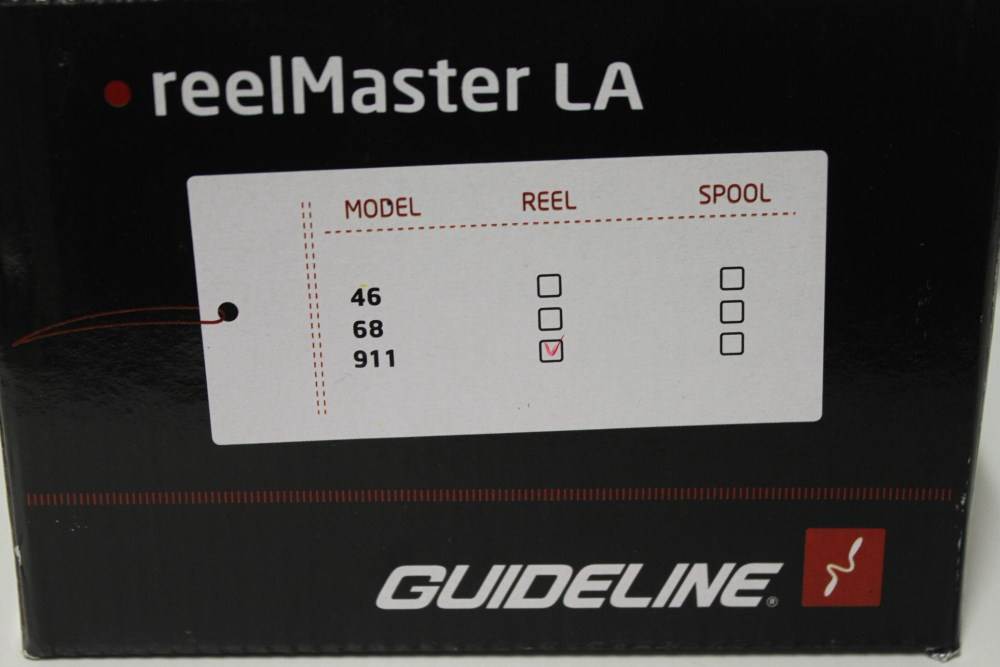 reelMaster LA
MODEL REEL SPOOL
46
68
911
GUIDELINE®